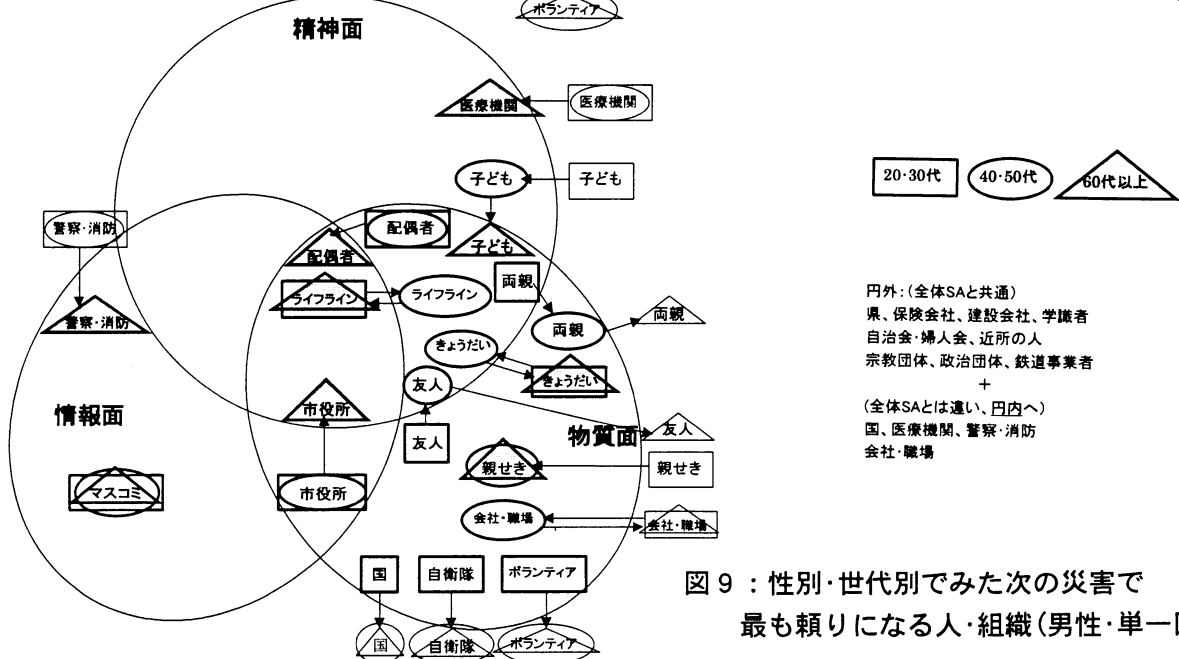 ボランティア
精神面
医療機関
医療機関
子ども
子ども
20・30代
40・50代
60代以上
警察・消防
配偶者
配偶者
子ども
両親
ライフライン
ライフライン
両親
両親
警察・消防
きょうだい
きょうだい
友人
市役所
情報面
友人
物質面
友人
親せき
親せき
マスコミ
市役所
会社・職場
会社・職場
国
自衛隊
ボランティア
国
自衛隊
ボランティア
円外:(全体SAと共通)
県、保険会社、建設会社、学識者
自治会・婦人会、近所の人
宗教団体、政治団体、鉄道事業者
+
(全体SAとは違い、円内へ)
国、医療機関、警察・消防
会社・職場
図9:性別・世代別でみた次の災害で
最も頼りになる人・組織(男性・単一